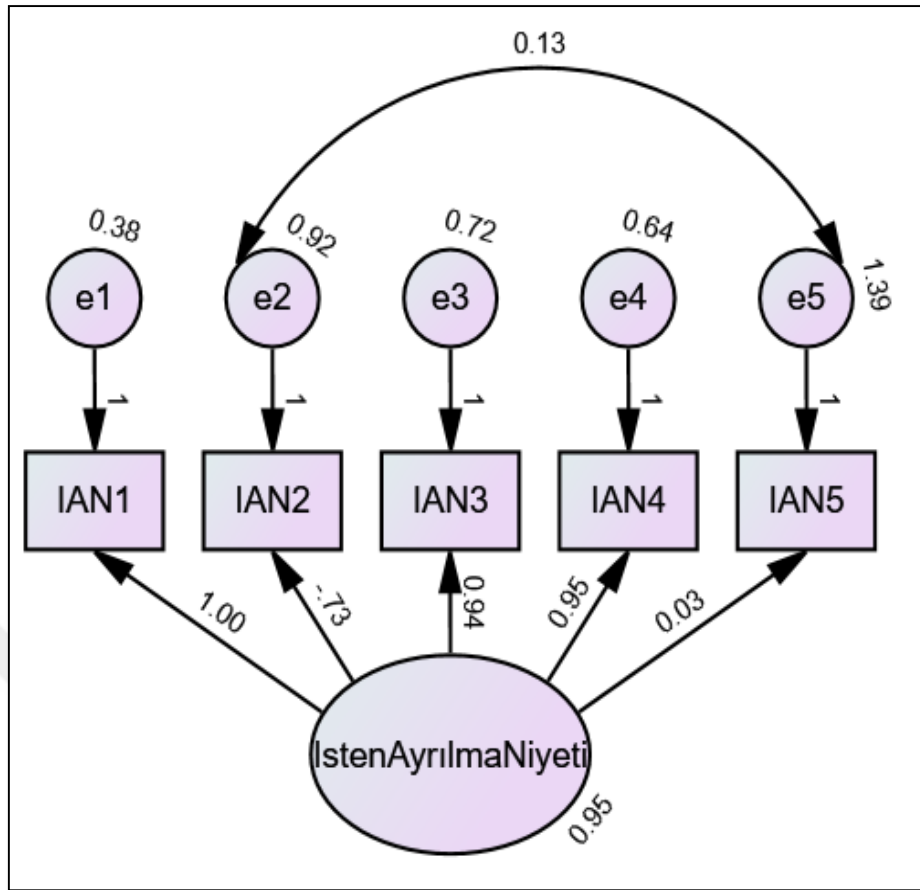 0.13
0.38
0.92
0.72
0.64
1.39
e1
e2
e3
e4
e5
1
1
1
1
1
IAN1
IAN2
IAN3
IAN4
IAN5
1.00
-.73
0.94
0.95
0.03
IstenAyrılmaNiyeti
0.95